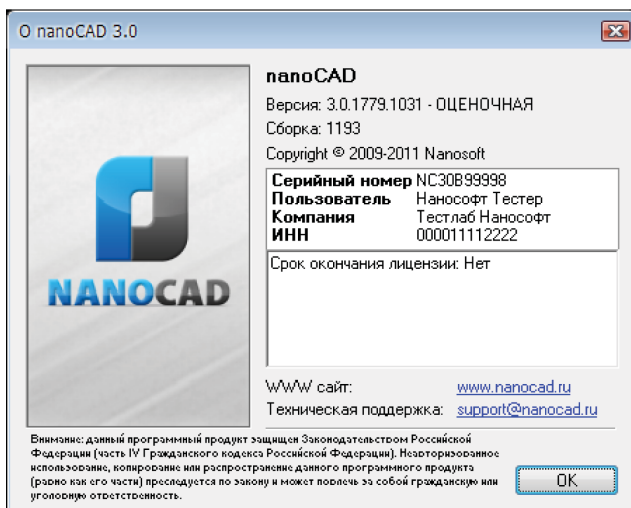 О nanoCAD 3.0
nanoCAD
Версия: 3.0.1779.1031 - ОЦЕНОЧНАЯ
Сборка: 1193
Copyright © 2009-2011 Nanosoft
Серийный номер NC30B99998
Пользователь Нанософт Тестер
Компания Тестлаб Нанософт
ИНН 000011112222
Срок окончания лицензии: Нет
NANOCAD
WWW сайт: www.nanocad.ru
Техническая поддержка: support@nanocad.ru
Внимание: данный программный продукт защищен Законодательством Российской
Федерации (часть IV Гражданского кодекса Российской Федерации). Неавторизованное
использование, копирование или распространение данного программного продукта
(равно как его части) преследуется по закону и может повлечь за собой гражданскую или
уголовную ответственность.
OK